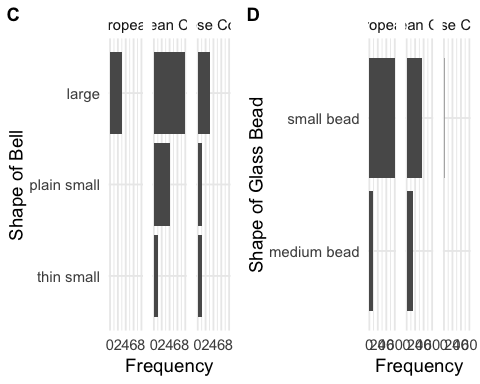 C
ropea
ean C
se Co
Shape of Bell
large
plain small
thin small
02468
02468
02468
Frequency
D
ropea
ean C
se C
Shape of Glass Bead
small bead
medium bead
Frequency